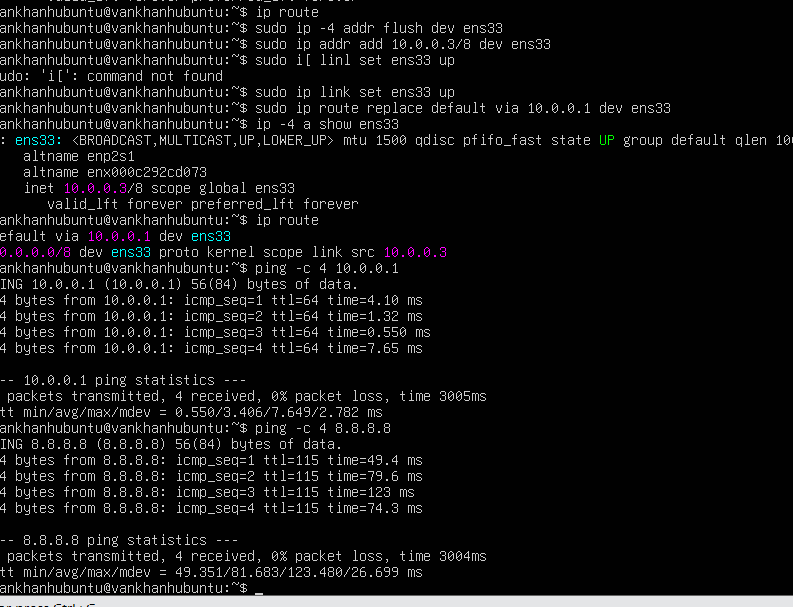 valid_lft forever preferred_lft forever
ankhanhubuntu@vankhanhubuntu:~$ ip route
ankhanhubuntu@vankhanhubuntu:~$ sudo ip -4 addr flush dev ens33
ankhanhubuntu@vankhanhubuntu:~$ sudo ip addr add 10.0.0.3/8 dev ens33
ankhanhubuntu@vankhanhubuntu:~$ sudo i[ linl set ens33 up
udo: 'i[': command not found
ankhanhubuntu@vankhanhubuntu:~$ sudo ip link set ens33 up
ankhanhubuntu@vankhanhubuntu:~$ sudo ip route replace default via 10.0.0.1 dev ens33
ankhanhubuntu@vankhanhubuntu:~$ ip -4 a show ens33
: ens33: <BROADCAST,MULTICAST,UP,LOWER_UP> mtu 1500 qdisc pfifo_fast state UP group default qlen 100
altname enp2s1
altname enx000c292cd073
inet 10.0.0.3/8 scope global ens33
valid_lft forever preferred_lft forever
ankhanhubuntu@vankhanhubuntu:~$ ip route
efault via 10.0.0.1 dev ens33
0.0.0.0/8 dev ens33 proto kernel scope link src 10.0.0.3
ankhanhubuntu@vankhanhubuntu:~$ ping -c 4 10.0.0.1
ING 10.0.0.1 (10.0.0.1) 56(84) bytes of data.
4 bytes from 10.0.0.1: icmp_seq=1 ttl=64 time=4.10 ms
4 bytes from 10.0.0.1: icmp_seq=2 ttl=64 time=1.32 ms
4 bytes from 10.0.0.1: icmp_seq=3 ttl=64 time=0.550 ms
4 bytes from 10.0.0.1: icmp_seq=4 ttl=64 time=7.65 ms
-- 10.0.0.1 ping statistics ---
packets transmitted, 4 received, 0% packet loss, time 3005ms
tt min/avg/max/mdev = 0.550/3.406/7.649/2.782 ms
ankhanhubuntu@vankhanhubuntu:~$ ping -c 4 8.8.8.8
ING 8.8.8.8 (8.8.8.8) 56(84) bytes of data.
4 bytes from 8.8.8.8: icmp_seq=1 ttl=115 time=49.4 ms
4 bytes from 8.8.8.8: icmp_seq=2 ttl=115 time=79.6 ms
4 bytes from 8.8.8.8: icmp_seq=3 ttl=115 time=123 ms
4 bytes from 8.8.8.8: icmp_seq=4 ttl=115 time=74.3 ms
-- 8.8.8.8 ping statistics ---
packets transmitted, 4 received, 0% packet loss, time 3004ms
tt min/avg/max/mdev = 49.351/81.683/123.480/26.699 ms
ankhanhubuntu@vankhanhubuntu:~$ _